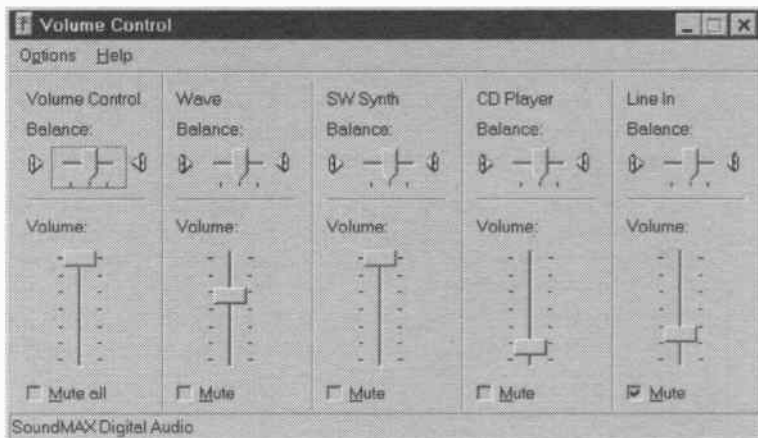 Volume Control
Options Help
Volume Control Wave SW Synth CD Player Line In
Balance: Balance: Balance: Balance: Balance:
Volume: Volume: Volume: Volume: Volume:
Mute all Mute Mute Mute Mute
SoundMAX Digital Audio